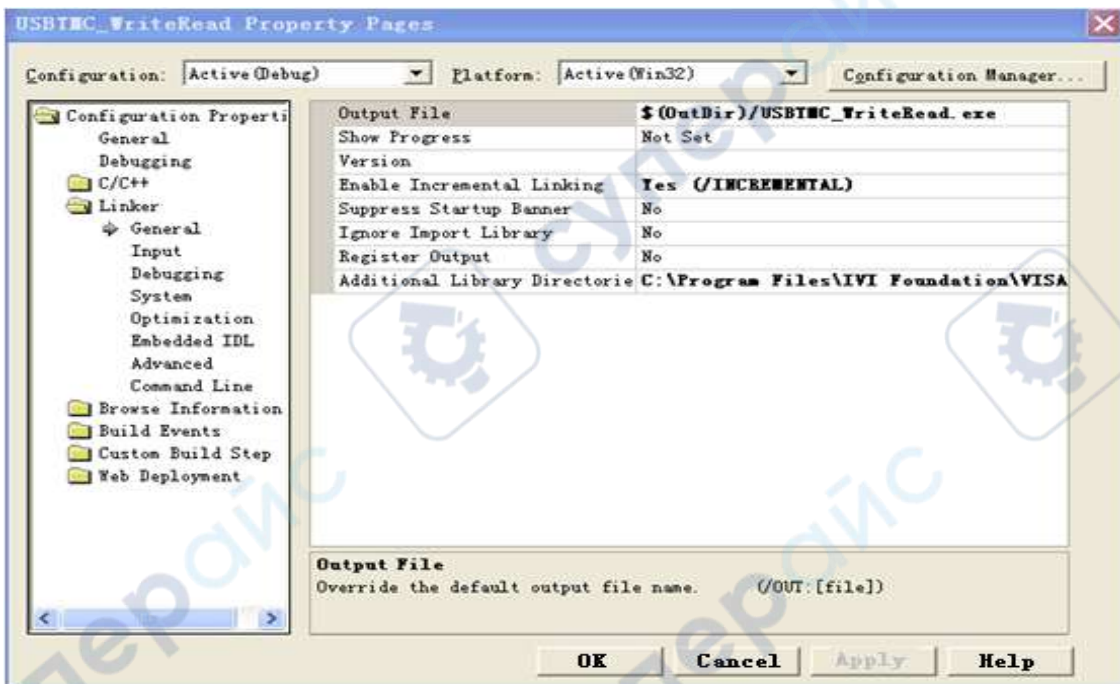 USBTMC_WriteRead Property Pages
Configuration: Active(Debug) Platform: Active(Win32) Configuration Manager...
Configuration Properti
General
Debugging
C/C++
Linker
General
Input
Debugging
System
Optimization
Embedded IDL
Advanced
Command Line
Browse Information
Build Events
Custom Build Step
Web Deployment
Output File $(OutDir)/USBTMC_WriteRead.exe
Show Progress Not Set
Version
Enable Incremental Linking Yes (/INCREMENTAL)
Suppress Startup Banner No
Ignore Import Library No
Register Output No
Additional Library Directorie C:\Program Files\IVI Foundation\VISA
Output File
Override the default output file name. (/OUT:[file])
OK Cancel Apply Help
супер
айс
айс
пер